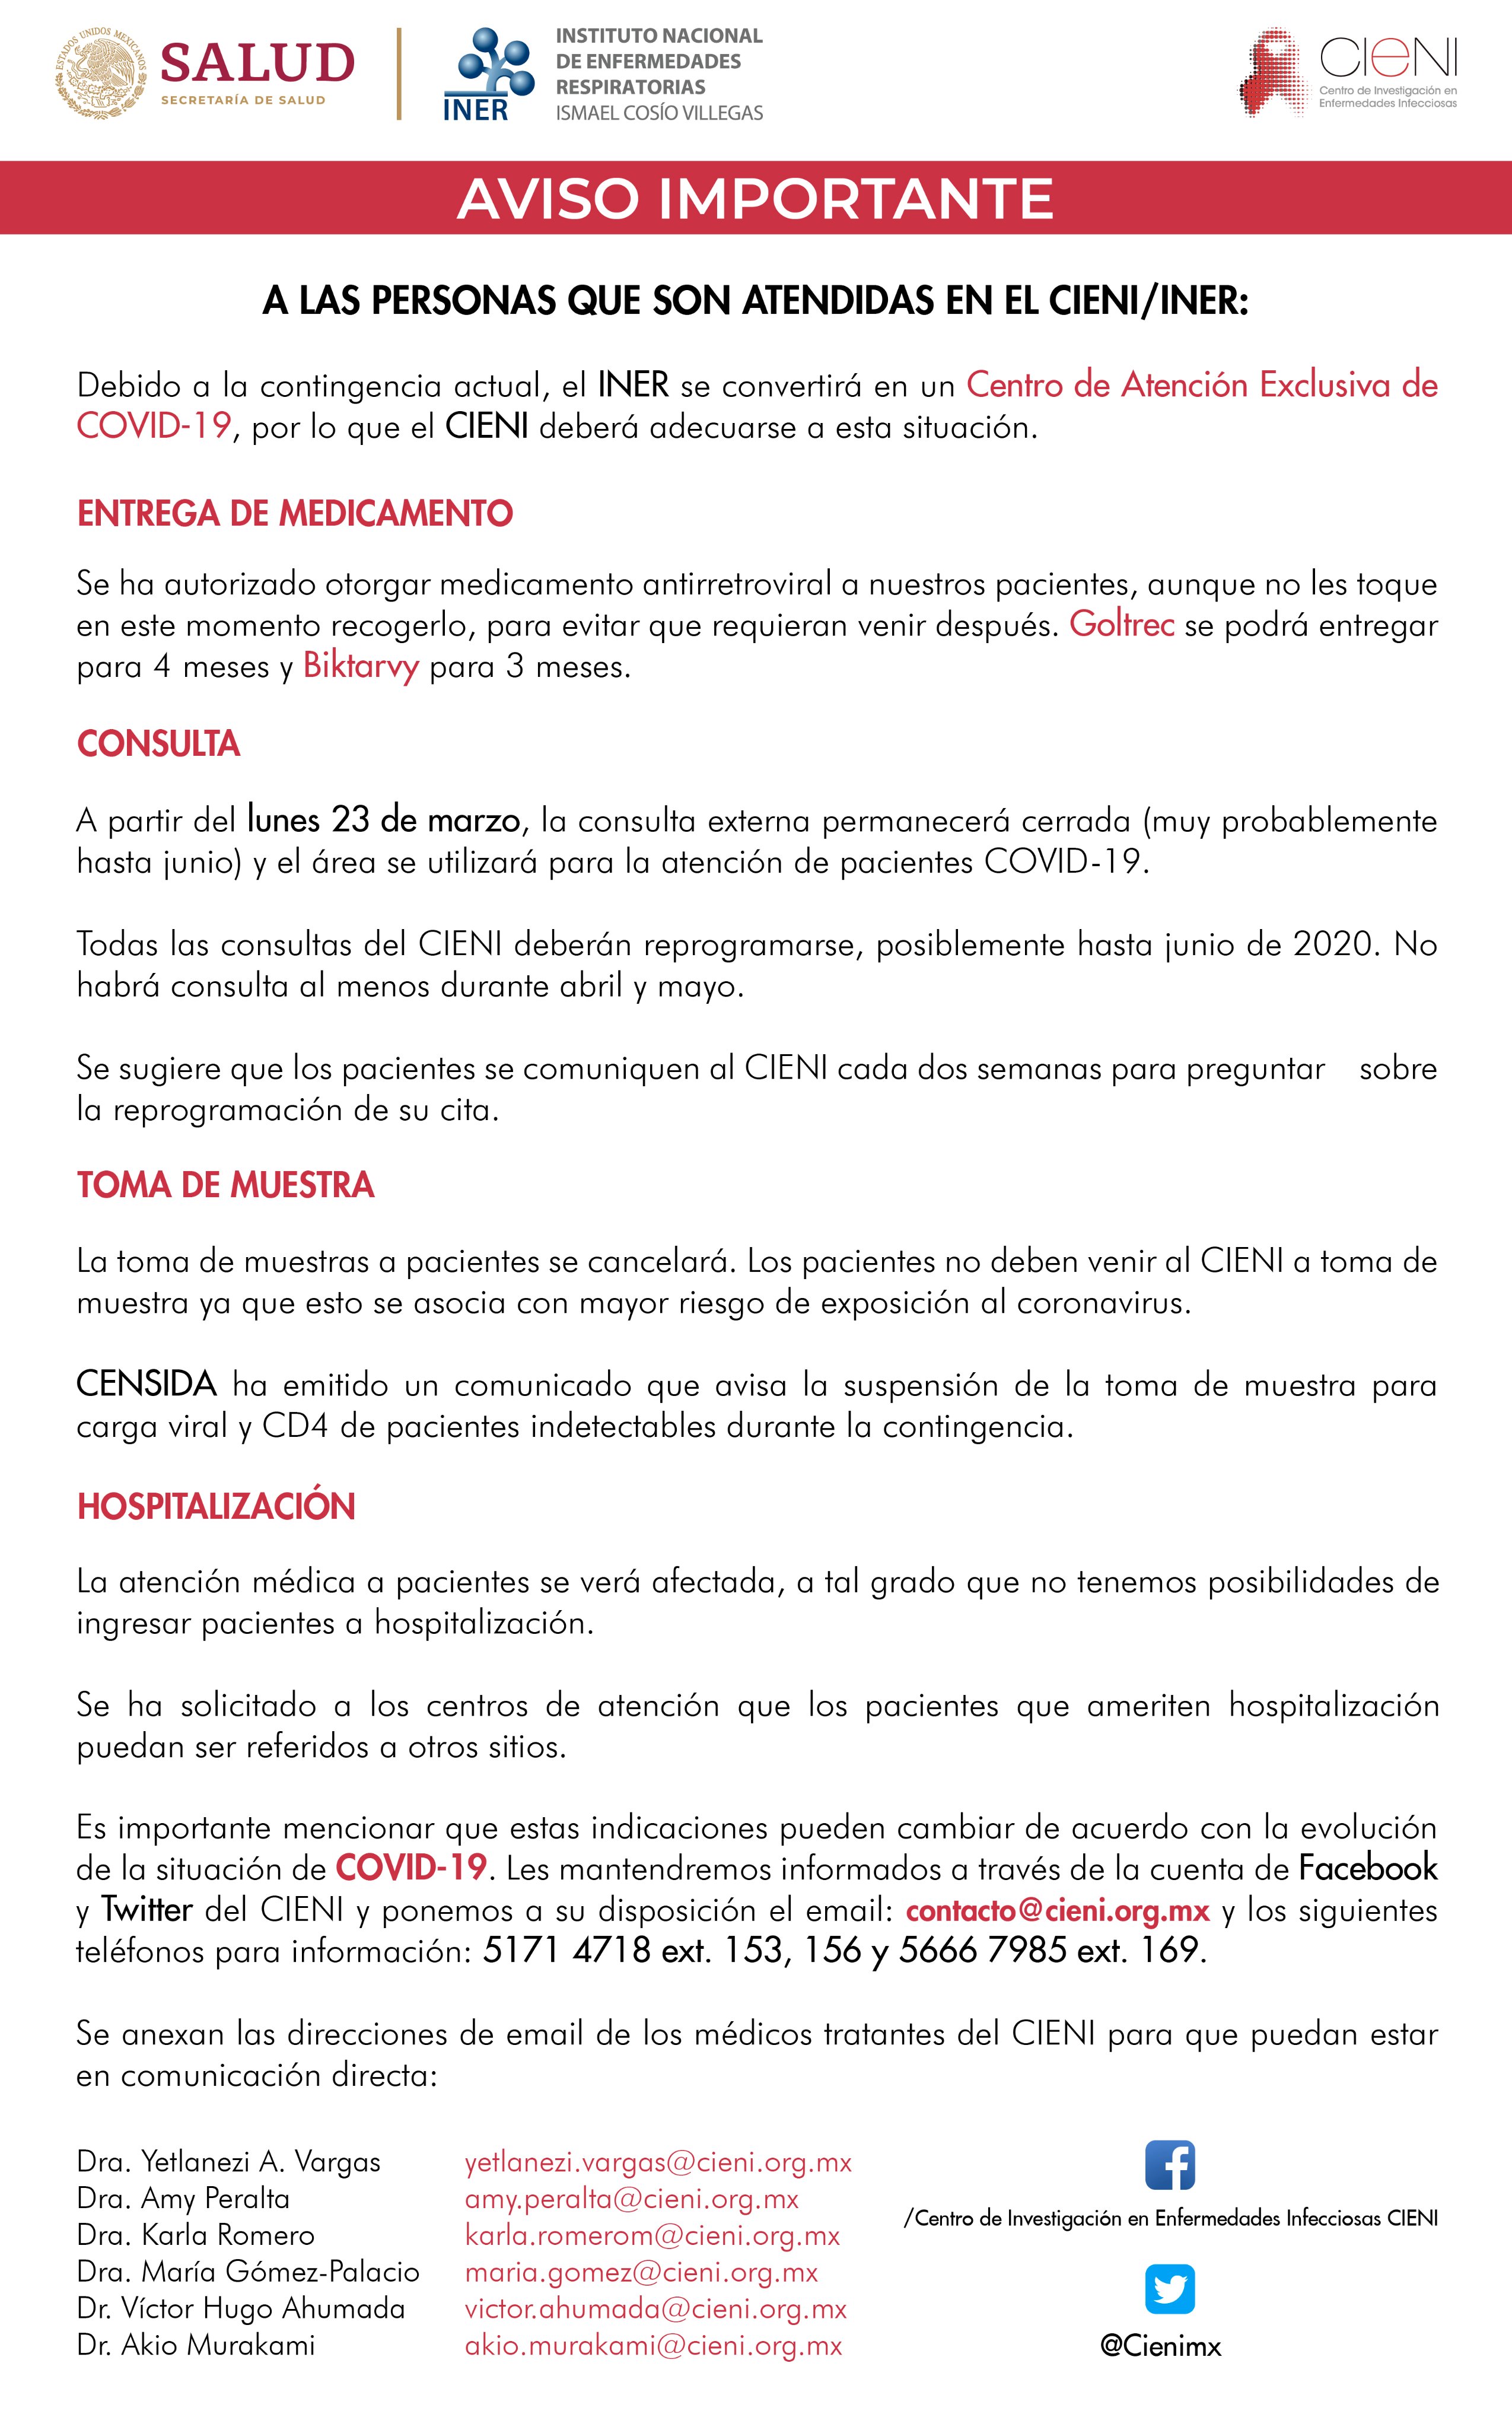 ESTADOS UNIDOS MEXICANOS
SALUD
SECRETARÍA DE SALUD
INER
INSTITUTO NACIONAL
DE ENFERMEDADES
RESPIRATORIAS
ISMAEL COSÍO VILLEGAS
CIENI
Centro de Investigación en
Enfermedades Infecciosas
AVISO IMPORTANTE
A LAS PERSONAS QUE SON ATENDIDAS EN EL CIENI/INER:
Debido a la contingencia actual, el INER se convertirá en un Centro de Atención Exclusiva de
COVID-19, por lo que el CIENI deberá adecuarse a esta situación.
ENTREGA DE MEDICAMENTO
Se ha autorizado otorgar medicamento antirretroviral a nuestros pacientes, aunque no les toque
en este momento recogerlo, para evitar que requieran venir después. Goltrec se podrá entregar
para 4 meses y Biktarvy para 3 meses.
CONSULTA
A partir del lunes 23 de marzo, la consulta externa permanecerá cerrada (muy probablemente
hasta junio) y el área se utilizará para la atención de pacientes COVID-19.
Todas las consultas del CIENI deberán reprogramarse, posiblemente hasta junio de 2020. No
habrá consulta al menos durante abril y mayo.
Se sugiere que los pacientes se comuniquen al CIENI cada dos semanas para preguntar sobre
la reprogramación de su cita.
TOMA DE MUESTRA
La toma de muestras a pacientes se cancelará. Los pacientes no deben venir al CIENI a toma de
muestra ya que esto se asocia con mayor riesgo de exposición al coronavirus.
CENSIDA ha emitido un comunicado que avisa la suspensión de la toma de muestra para
carga viral y CD4 de pacientes indetectables durante la contingencia.
HOSPITALIZACIÓN
La atención médica a pacientes se verá afectada, a tal grado que no tenemos posibilidades de
ingresar pacientes a hospitalización.
Se ha solicitado a los centros de atención que los pacientes que ameriten hospitalización
puedan ser referidos a otros sitios.
Es importante mencionar que estas indicaciones pueden cambiar de acuerdo con la evolución
de la situación de COVID-19. Les mantendremos informados a través de la cuenta de Facebook
y Twitter del CIENI y ponemos a su disposición el email: contacto@cieni.org.mx y los siguientes
teléfonos para información: 5171 4718 ext. 153, 156 y 5666 7985 ext. 169.
Se anexan las direcciones de email de los médicos tratantes del CIENI para que puedan estar
en comunicación directa:
Dra. Yetlanezi A. Vargas yetlanezi.vargas@cieni.org.mx
Dra. Amy Peralta amy.peralta@cieni.org.mx
Dra. Karla Romero karla.romerom@cieni.org.mx
Dra. María Gómez-Palacio maria.gomez@cieni.org.mx
Dr. Víctor Hugo Ahumada victor.ahumada@cieni.org.mx
Dr. Akio Murakami akio.murakami@cieni.org.mx
/Centro de Investigación en Enfermedades Infecciosas CIENI
@Cienimx